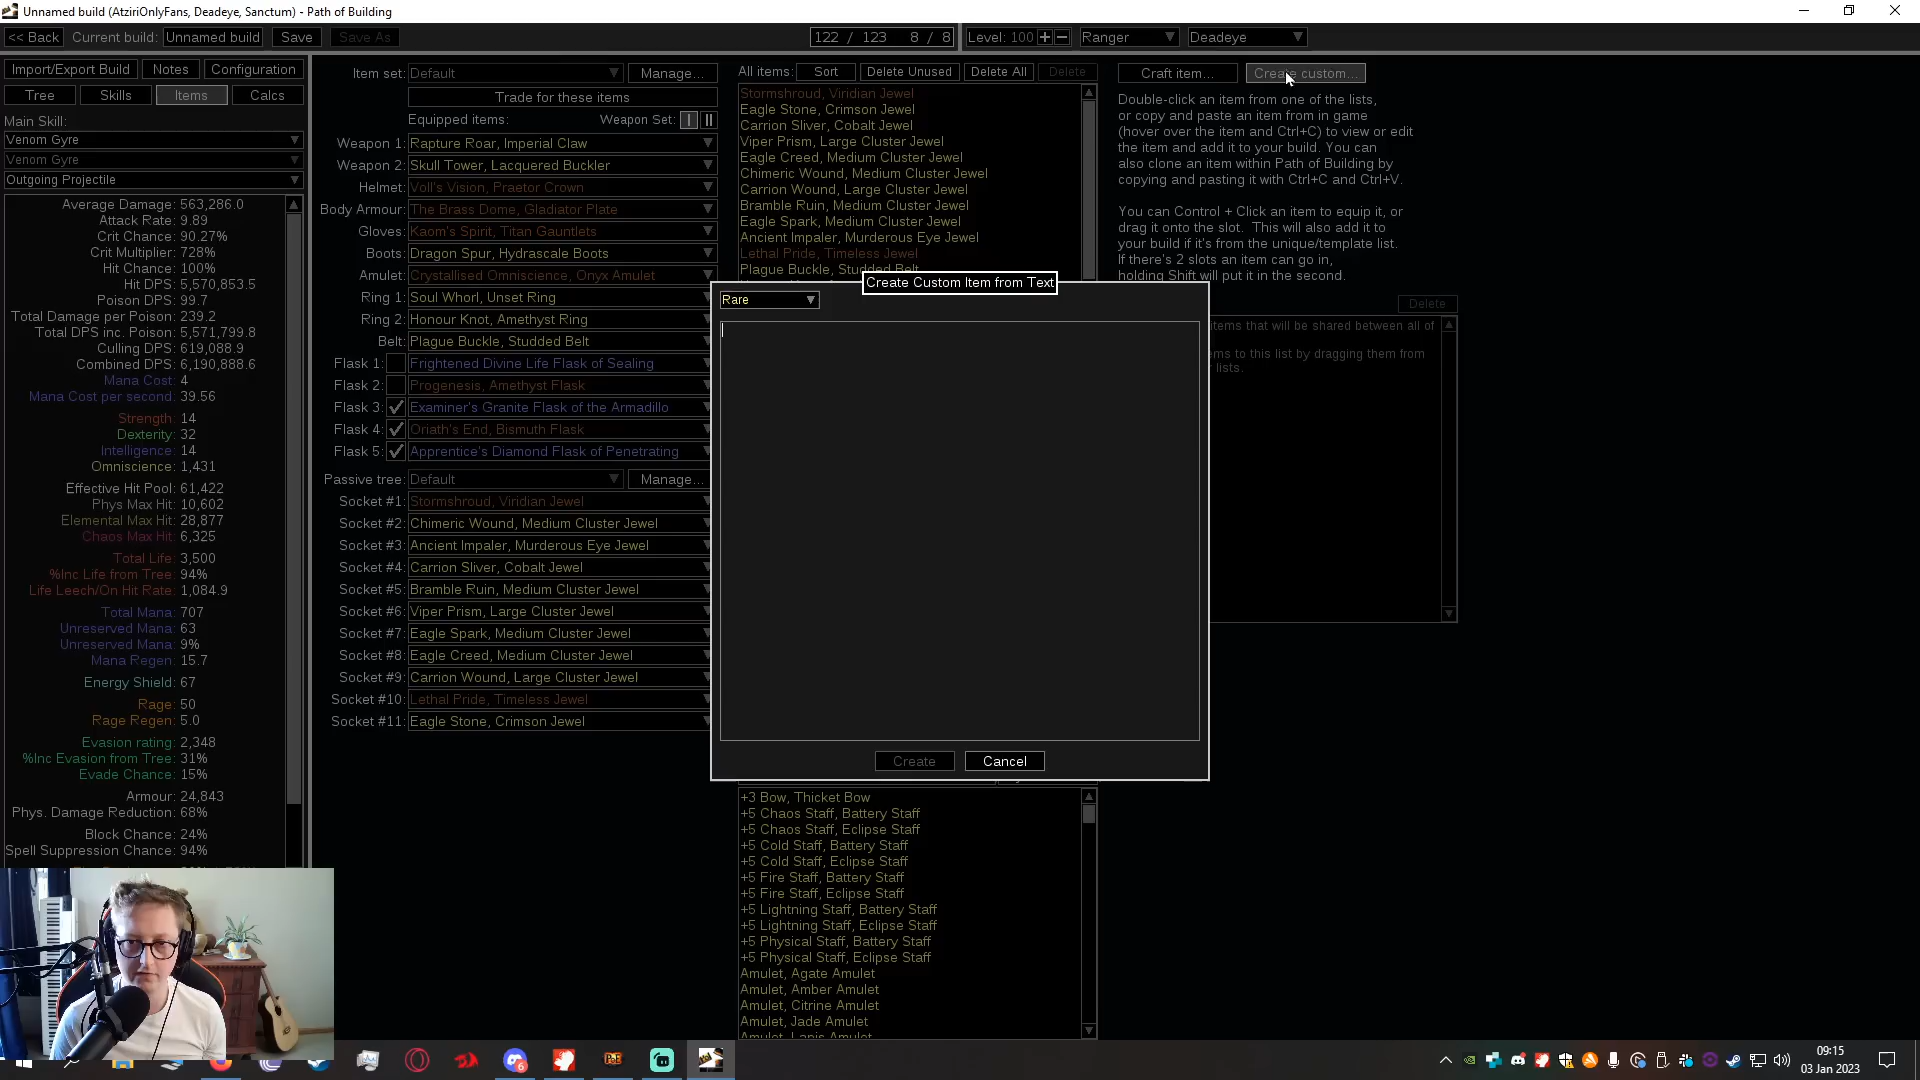 Unnamed build (AtziriOnlyFans, Deadeye, Sanctum) - Path of Building
<< Back
Current build: Unnamed build
Save
Save As
122 / 123   8 / 8
Level: 100 + −
Ranger
Deadeye
Import/Export Build
Notes
Configuration
Tree
Skills
Items
Calcs
Main Skill:
Venom Gyre
Venom Gyre
Outgoing Projectile
Average Damage: 563,286.0
Attack Rate: 9.89
Crit Chance: 90.27%
Crit Multiplier: 728%
Hit Chance: 100%
Hit DPS: 5,570,853.5
Poison DPS: 99.7
Total Damage per Poison: 239.2
Total DPS inc. Poison: 5,571,799.8
Culling DPS: 619,088.9
Combined DPS: 6,190,888.6
Mana Cost: 4
Mana Cost per second: 39.56
Strength: 14
Dexterity: 32
Intelligence: 14
Omniscience: 1,431
Effective Hit Pool: 61,422
Phys Max Hit: 10,602
Elemental Max Hit: 28,877
Chaos Max Hit: 6,325
Total Life: 3,500
%Inc Life from Tree: 94%
Life Leech/On Hit Rate: 1,084.9
Total Mana: 707
Unreserved Mana: 63
Unreserved Mana: 9%
Mana Regen: 15.7
Energy Shield: 67
Rage: 50
Rage Regen: 5.0
Evasion rating: 2,348
%Inc Evasion from Tree: 31%
Evade Chance: 15%
Armour: 24,843
Phys. Damage Reduction: 68%
Block Chance: 24%
Spell Suppression Chance: 94%
Item set: Default
Manage...
Trade for these items
Equipped items:
Weapon Set: I II
Weapon 1: Rapture Roar, Imperial Claw
Weapon 2: Skull Tower, Lacquered Buckler
Helmet: Voll's Vision, Praetor Crown
Body Armour: The Brass Dome, Gladiator Plate
Gloves: Kaom's Spirit, Titan Gauntlets
Boots: Dragon Spur, Hydrascale Boots
Amulet: Crystallised Omniscience, Onyx Amulet
Ring 1: Soul Whorl, Unset Ring
Ring 2: Honour Knot, Amethyst Ring
Belt: Plague Buckle, Studded Belt
Flask 1: Frightened Divine Life Flask of Sealing
Flask 2: Progenesis, Amethyst Flask
Flask 3: Examiner's Granite Flask of the Armadillo
Flask 4: Oriath's End, Bismuth Flask
Flask 5: Apprentice's Diamond Flask of Penetrating
Passive tree: Default
Manage...
Socket #1: Stormshroud, Viridian Jewel
Socket #2: Chimeric Wound, Medium Cluster Jewel
Socket #3: Ancient Impaler, Murderous Eye Jewel
Socket #4: Carrion Sliver, Cobalt Jewel
Socket #5: Bramble Ruin, Medium Cluster Jewel
Socket #6: Viper Prism, Large Cluster Jewel
Socket #7: Eagle Spark, Medium Cluster Jewel
Socket #8: Eagle Creed, Medium Cluster Jewel
Socket #9: Carrion Wound, Large Cluster Jewel
Socket #10: Lethal Pride, Timeless Jewel
Socket #11: Eagle Stone, Crimson Jewel
All items:
Sort
Delete Unused
Delete All
Delete
Stormshroud, Viridian Jewel
Eagle Stone, Crimson Jewel
Carrion Sliver, Cobalt Jewel
Viper Prism, Large Cluster Jewel
Eagle Creed, Medium Cluster Jewel
Chimeric Wound, Medium Cluster Jewel
Carrion Wound, Large Cluster Jewel
Bramble Ruin, Medium Cluster Jewel
Eagle Spark, Medium Cluster Jewel
Ancient Impaler, Murderous Eye Jewel
Lethal Pride, Timeless Jewel
Plague Buckle, Studded Belt
Craft item...
Create custom...
Double-click an item from one of the lists,
or copy and paste an item from in game
(hover over the item and Ctrl+C) to view or edit
the item and add it to your build. You can
also clone an item within Path of Building by
copying and pasting it with Ctrl+C and Ctrl+V.
You can Control + Click an item to equip it, or
drag it onto the slot. This will also add it to
your build if it's from the unique/template list.
If there's 2 slots an item can go in,
holding Shift will put it in the second.
Delete
items that will be shared between all of
to this list by dragging them from
lists.
Create Custom Item from Text
Rare
Create
Cancel
+3 Bow, Thicket Bow
+5 Chaos Staff, Battery Staff
+5 Chaos Staff, Eclipse Staff
+5 Cold Staff, Battery Staff
+5 Cold Staff, Eclipse Staff
+5 Fire Staff, Battery Staff
+5 Fire Staff, Eclipse Staff
+5 Lightning Staff, Battery Staff
+5 Lightning Staff, Eclipse Staff
+5 Physical Staff, Battery Staff
+5 Physical Staff, Eclipse Staff
Amulet, Agate Amulet
Amulet, Amber Amulet
Amulet, Citrine Amulet
Amulet, Jade Amulet
Amulet, Lapis Amulet
09:15
03 Jan 2023